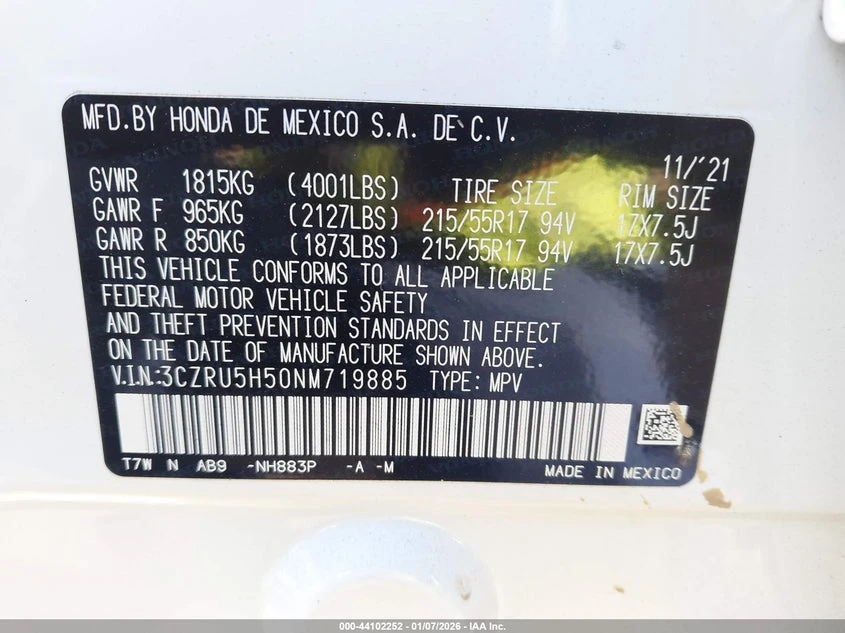 MFD.BY HONDA DE MEXICO S.A. DE C.V.
11/'21
GVWR 1815KG (4001LBS) TIRE SIZE RIM SIZE
GAWR F 965KG (2127LBS) 215/55R17 94V 17X7.5J
GAWR R 850KG (1873LBS) 215/55R17 94V 17X7.5J
THIS VEHICLE CONFORMS TO ALL APPLICABLE
FEDERAL MOTOR VEHICLE SAFETY
AND THEFT PREVENTION STANDARDS IN EFFECT
ON THE DATE OF MANUFACTURE SHOWN ABOVE.
V.I.N.:3CZRU5H50NM719885 TYPE: MPV
T7W N AB9 -NH883P -A -M MADE IN MEXICO
000-44102252 - 01/07/2026 - IAA Inc.